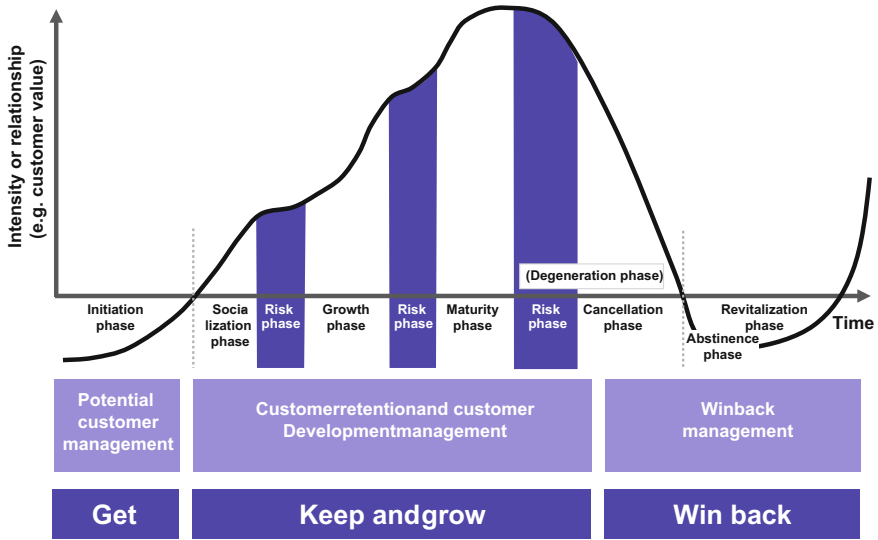 Intensity or relationship
(e.g. customer value)
(Degeneration phase)
Initiation
phase
Socia
lization
phase
Risk
phase
Growth
phase
Risk
phase
Maturity
phase
Risk
phase
Cancellation
phase
Abstinence
phase
Revitalization
phase
Time
Potential
customer
management
Customerretentionand customer
Developmentmanagement
Winback
management
Get
Keep andgrow
Win back